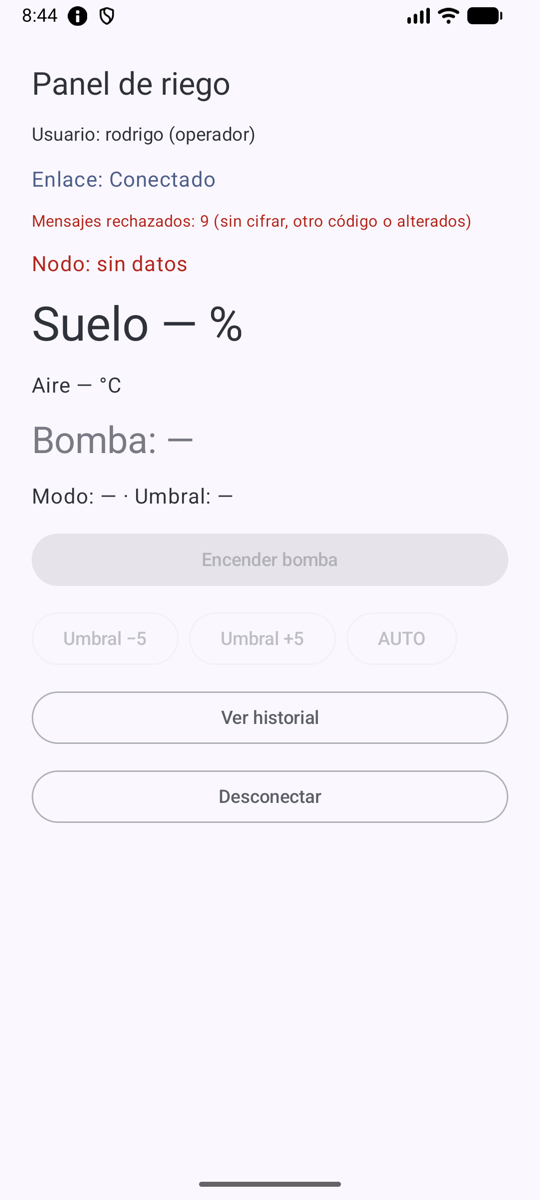 8:44
Panel de riego
Usuario: rodrigo (operador)
Enlace: Conectado
Mensajes rechazados: 9 (sin cifrar, otro código o alterados)
Nodo: sin datos
Suelo — %
Aire — °C
Bomba: —
Modo: — · Umbral: —
Encender bomba
Umbral −5
Umbral +5
AUTO
Ver historial
Desconectar